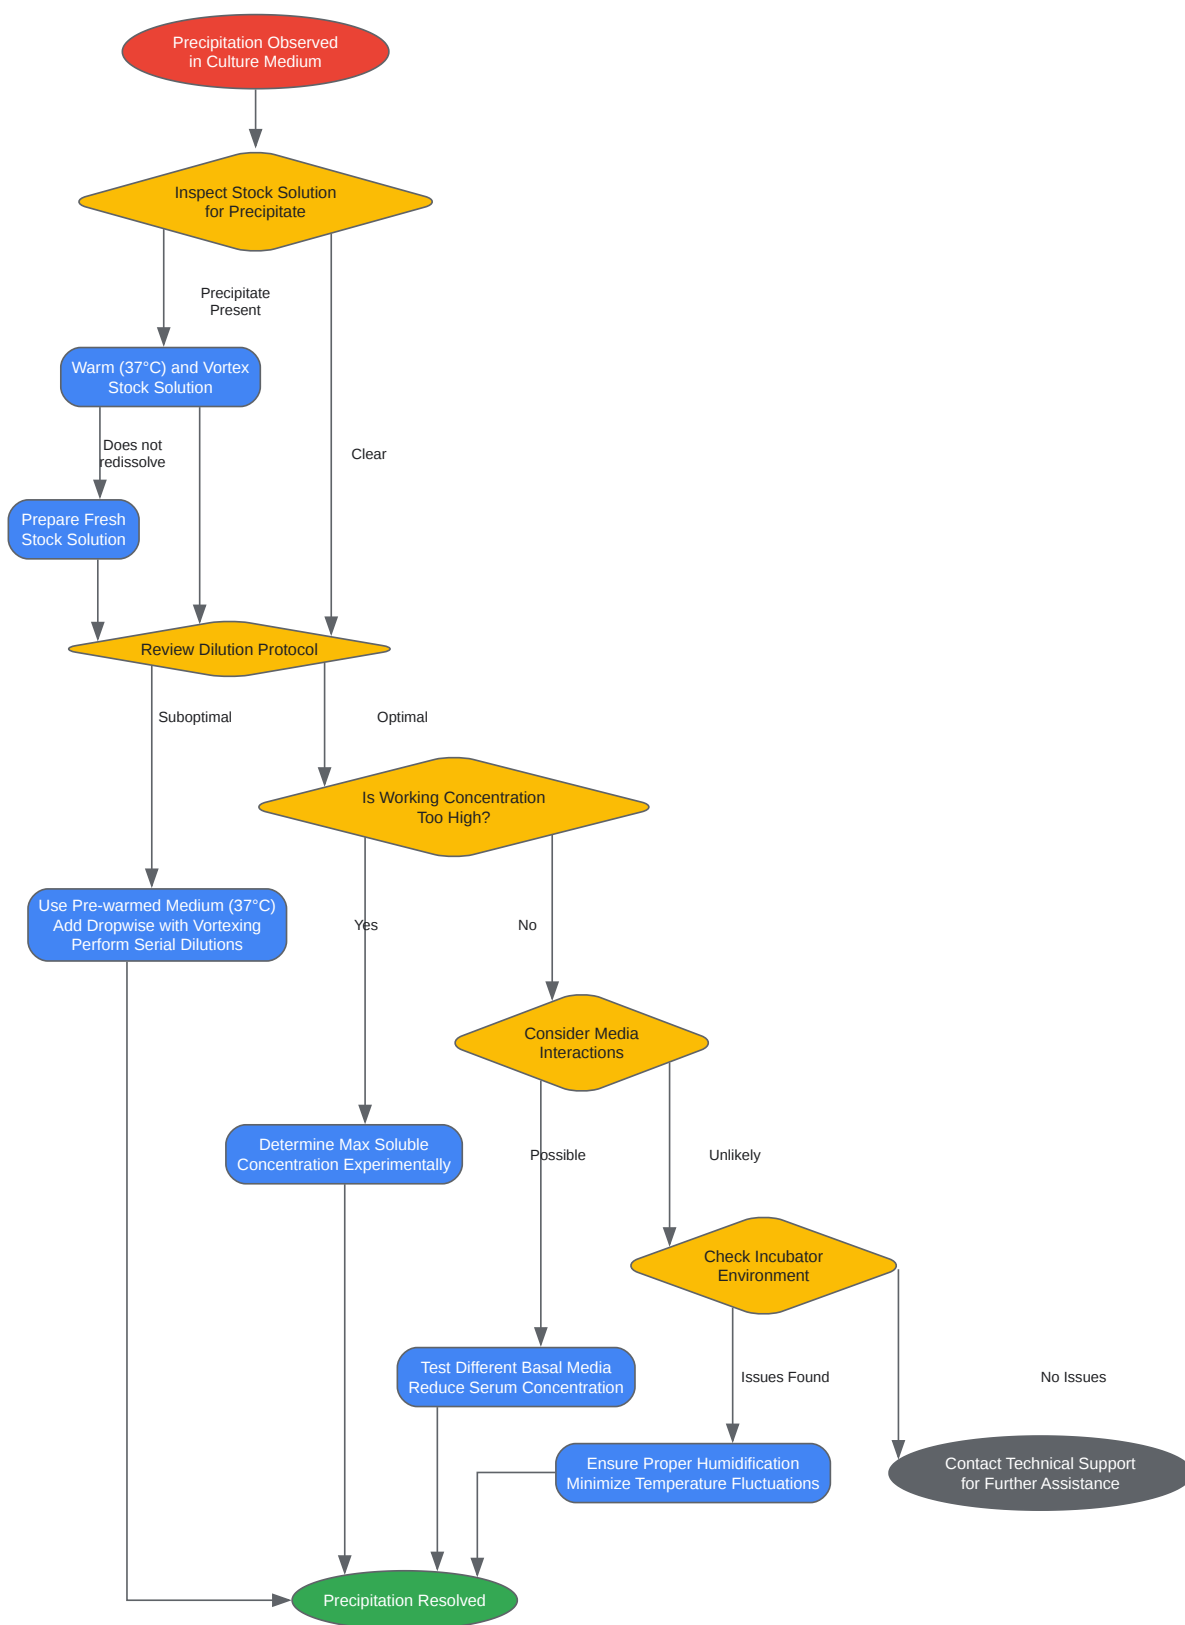 Precipitation Observed
in Culture Medium
Inspect Stock Solution
for Precipitate
Precipitate
Present
Warm (37°C) and Vortex
Stock Solution
Does not
redissolve
Clear
Prepare Fresh
Stock Solution
Review Dilution Protocol
Suboptimal
Optimal
Is Working Concentration
Too High?
Use Pre-warmed Medium (37°C)
Add Dropwise with Vortexing
Perform Serial Dilutions
Yes
No
Consider Media
Interactions
Determine Max Soluble
Concentration Experimentally
Possible
Unlikely
Check Incubator
Environment
Test Different Basal Media
Reduce Serum Concentration
Issues Found
No Issues
Ensure Proper Humidification
Minimize Temperature Fluctuations
Contact Technical Support
for Further Assistance
Precipitation Resolved